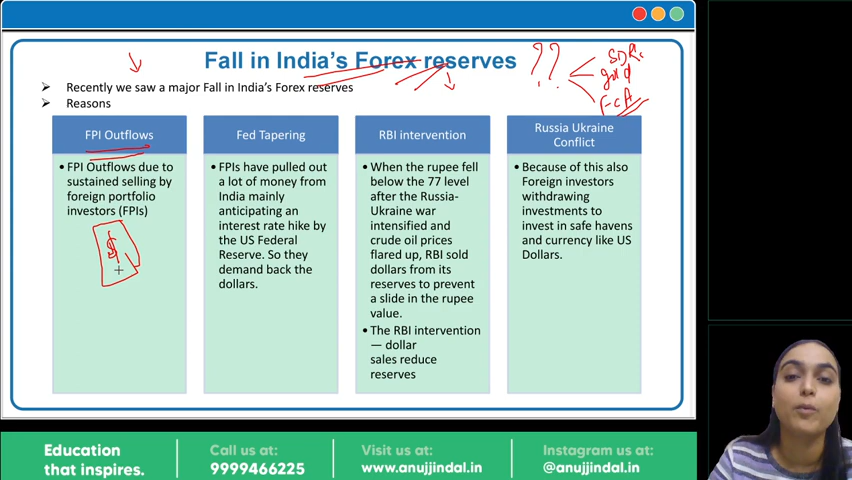 Fall in India's Forex reserves
??
SDRs
gold
FCA
Recently we saw a major Fall in India's Forex reserves
Reasons
FPI Outflows
• FPI Outflows due to
sustained selling by
foreign portfolio
investors (FPIs)
$
Fed Tapering
• FPIs have pulled out
a lot of money from
India mainly
anticipating an
interest rate hike by
the US Federal
Reserve. So they
demand back the
dollars.
RBI intervention
• When the rupee fell
below the 77 level
after the Russia-
Ukraine war
intensified and
crude oil prices
flared up, RBI sold
dollars from its
reserves to prevent
a slide in the rupee
value.
• The RBI intervention
— dollar
sales reduce
reserves
Russia Ukraine
Conflict
• Because of this also
Foreign investors
withdrawing
investments to
invest in safe havens
and currency like US
Dollars.
Education
that inspires.
Call us at:
9999466225
Visit us at:
www.anujjindal.in
Instagram us at:
@anujjindal.in